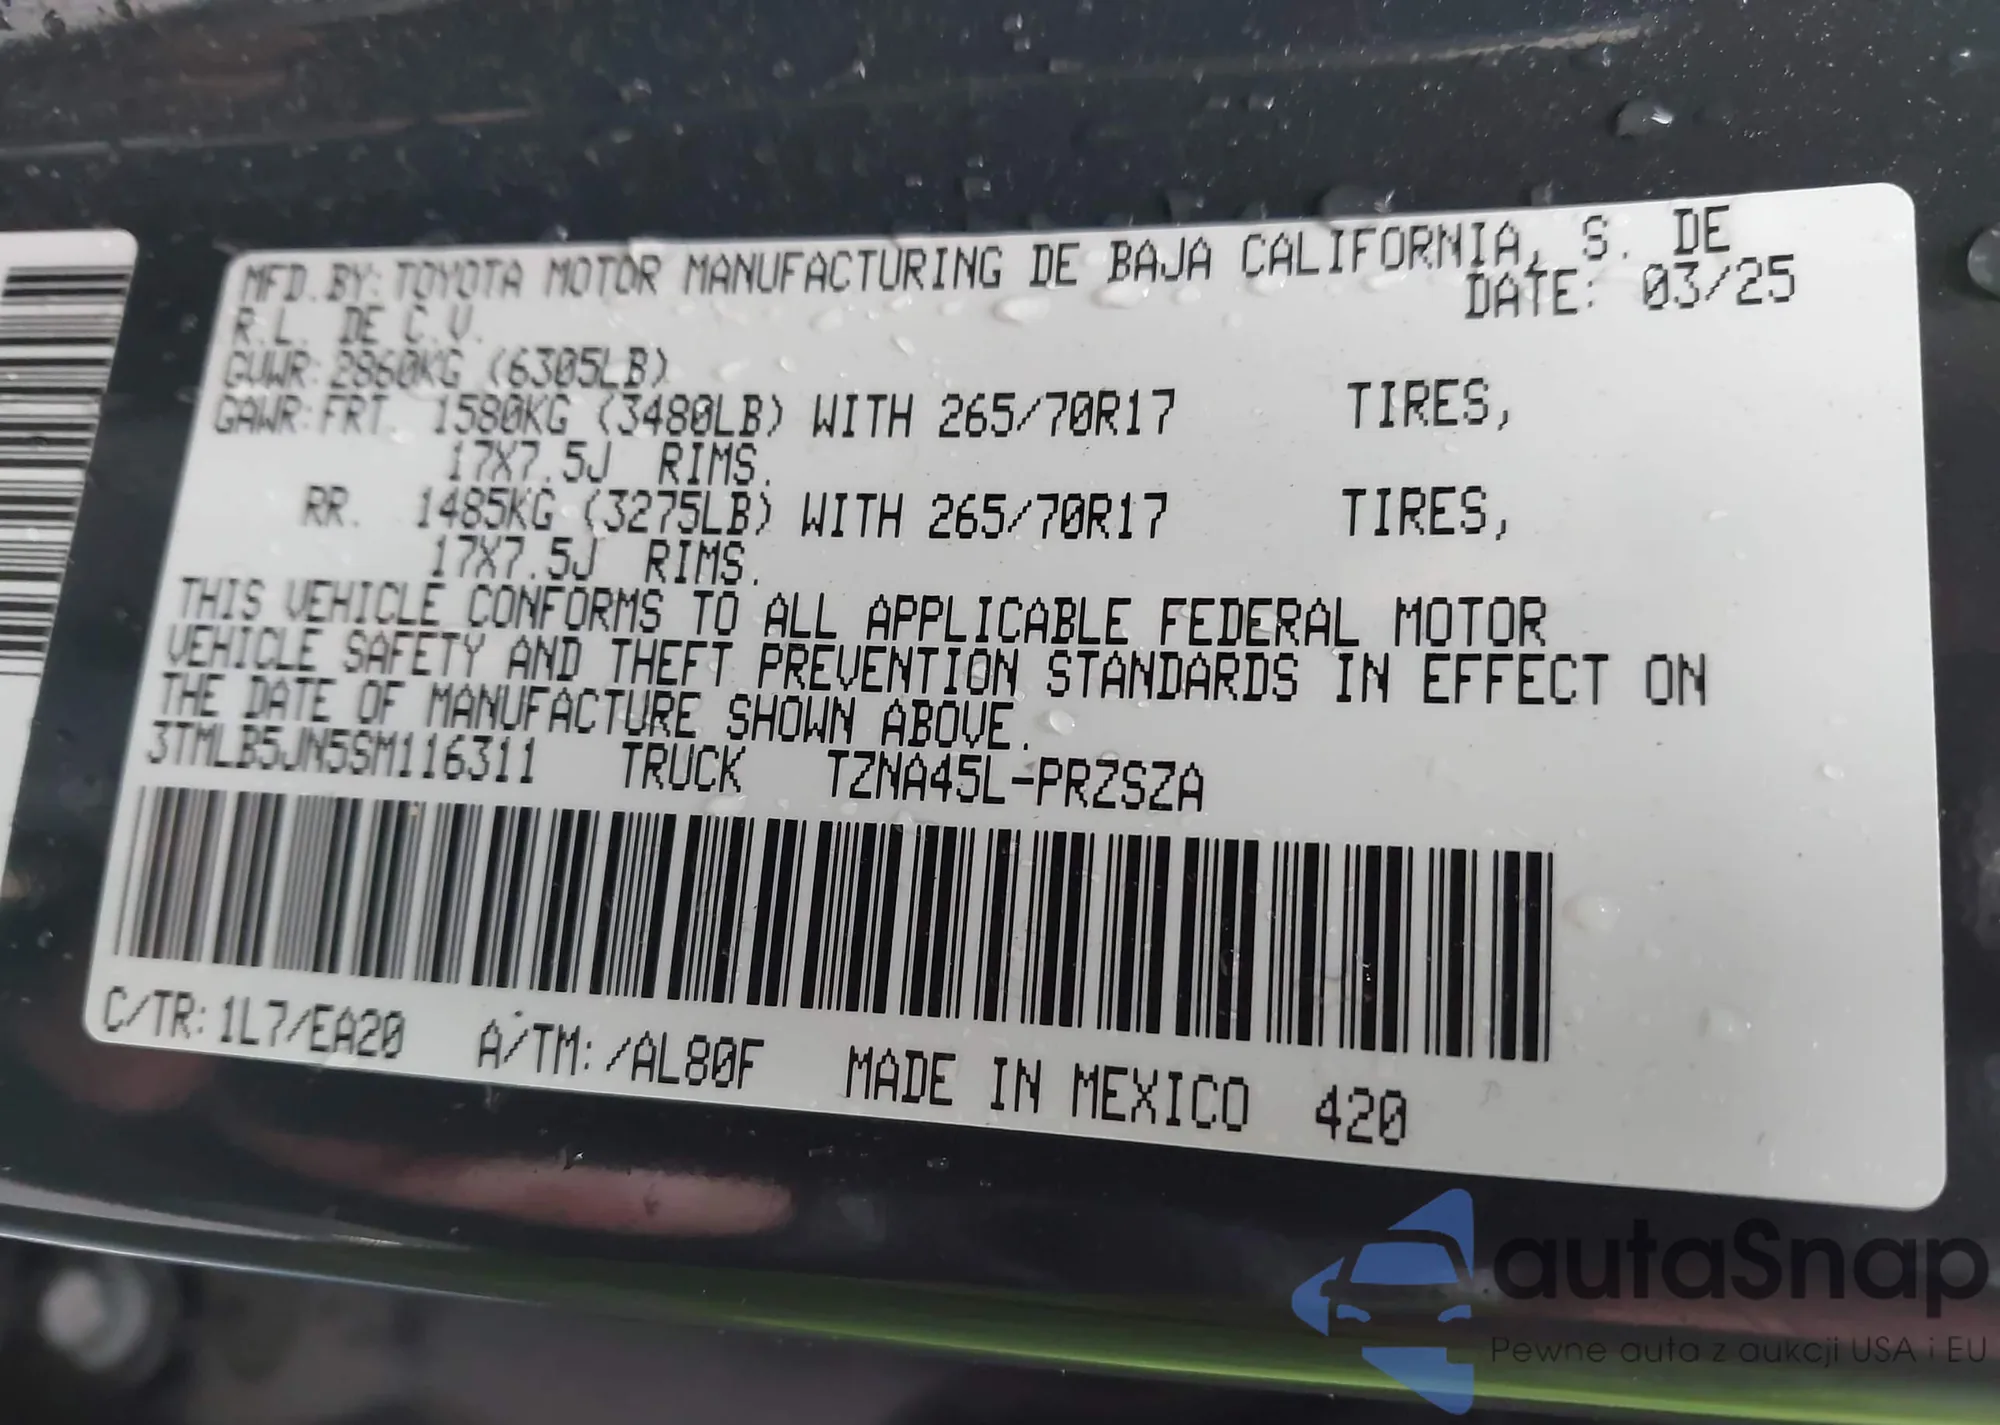 MFD.BY: TOYOTA MOTOR MANUFACTURING DE BAJA CALIFORNIA, S. DE
R.L. DE C.V. DATE: 03/25
GVWR: 2860KG (6305LB)
GAWR: FRT. 1580KG (3480LB) WITH 265/70R17 TIRES,
17X7.5J RIMS.
RR. 1485KG (3275LB) WITH 265/70R17 TIRES,
17X7.5J RIMS.
THIS VEHICLE CONFORMS TO ALL APPLICABLE FEDERAL MOTOR
VEHICLE SAFETY AND THEFT PREVENTION STANDARDS IN EFFECT ON
THE DATE OF MANUFACTURE SHOWN ABOVE.
3TMLB5JN5SM116311 TRUCK TZNA45L-PRZSZA
C/TR: 1L7/EA20 A/TM: /AL80F MADE IN MEXICO 420
autaSnap
Pewne auta z aukcji USA i EU